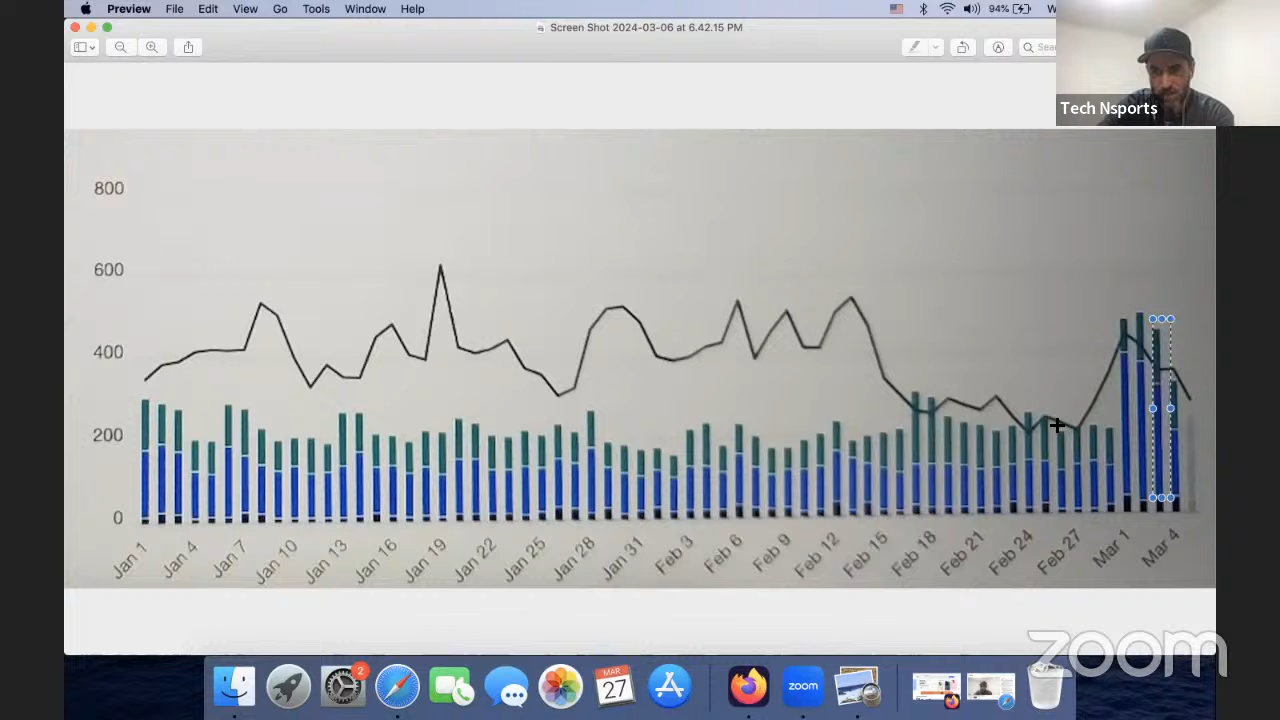 Preview File Edit View Go Tools Window Help 94% W
Screen Shot 2024-03-06 at 6.42.15 PM
Tech Nsports
800
600
400
200
0
Jan 1 Jan 4 Jan 7 Jan 10 Jan 13 Jan 16 Jan 19 Jan 22 Jan 25 Jan 28 Jan 31 Feb 3 Feb 6 Feb 9 Feb 12 Feb 15 Feb 18 Feb 21 Feb 24 Feb 27 Mar 1 Mar 4
zoom
2
MAR
27
zoom